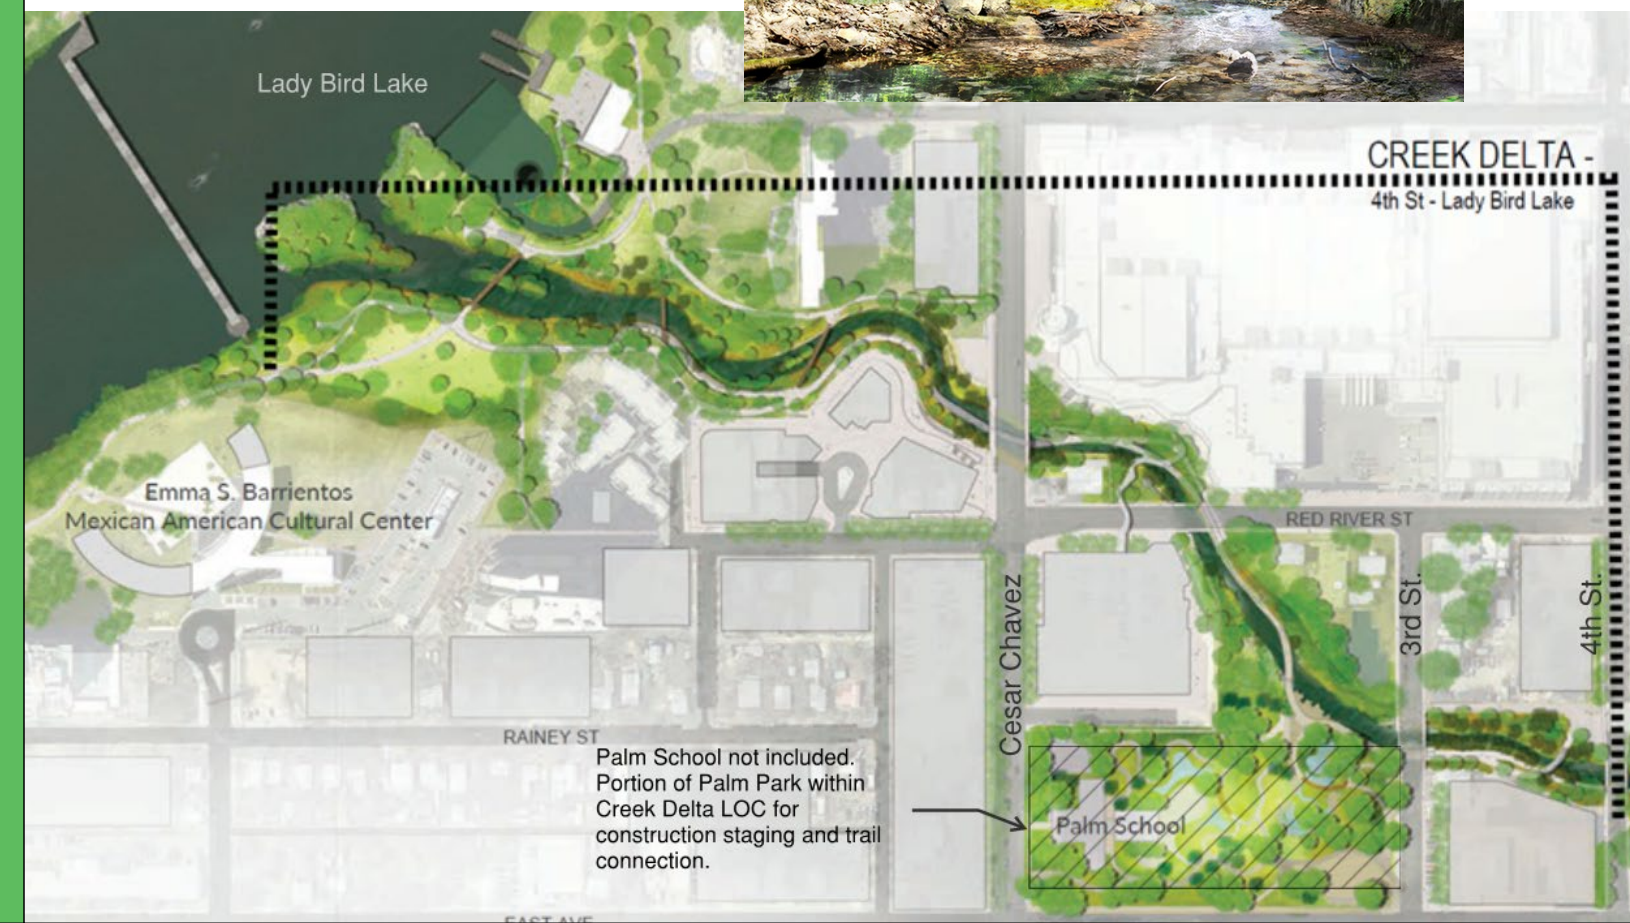 Lady Bird Lake
CREEK DELTA -
4th St - Lady Bird Lake
Emma S. Barrientos
Mexican American Cultural Center
RED RIVER ST
Cesar Chavez
3rd St.
4th St.
RAINEY ST
Palm School not included.
Portion of Palm Park within
Creek Delta LOC for
construction staging and trail
connection.
Palm School
EAST AVE